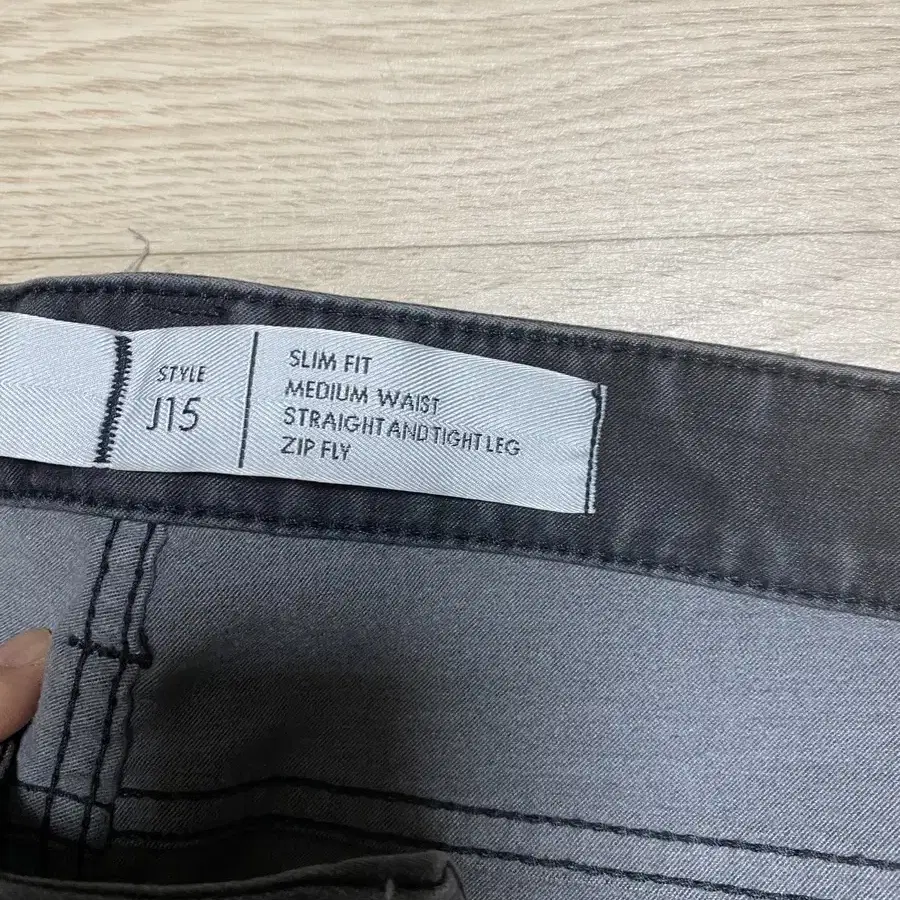 STYLE
J15
SLIM FIT
MEDIUM WAIST
STRAIGHT AND TIGHT LEG
ZIP FLY